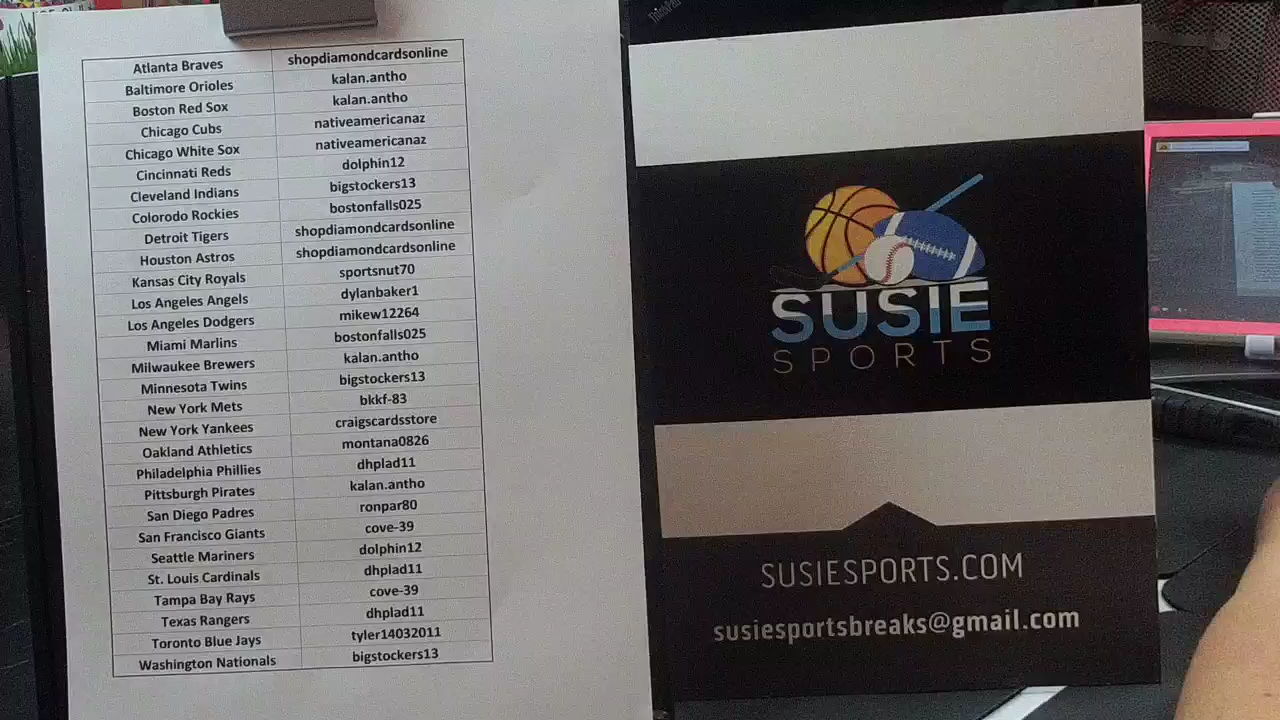 ThinkPad
Atlanta Braves shopdiamondcardsonline
Baltimore Orioles kalan.antho
Boston Red Sox kalan.antho
Chicago Cubs nativeamericanaz
Chicago White Sox nativeamericanaz
Cincinnati Reds dolphin12
Cleveland Indians bigstockers13
Colorodo Rockies bostonfalls025
Detroit Tigers shopdiamondcardsonline
Houston Astros shopdiamondcardsonline
Kansas City Royals sportsnut70
Los Angeles Angels dylanbaker1
Los Angeles Dodgers mikew12264
Miami Marlins bostonfalls025
Milwaukee Brewers kalan.antho
Minnesota Twins bigstockers13
New York Mets bkkf-83
New York Yankees craigscardsstore
Oakland Athletics montana0826
Philadelphia Phillies dhplad11
Pittsburgh Pirates kalan.antho
San Diego Padres ronpar80
San Francisco Giants cove-39
Seattle Mariners dolphin12
St. Louis Cardinals dhplad11
Tampa Bay Rays cove-39
Texas Rangers dhplad11
Toronto Blue Jays tyler14032011
Washington Nationals bigstockers13
SUSIE
SPORTS
SUSIESPORTS.COM
susiesportsbreaks@gmail.com